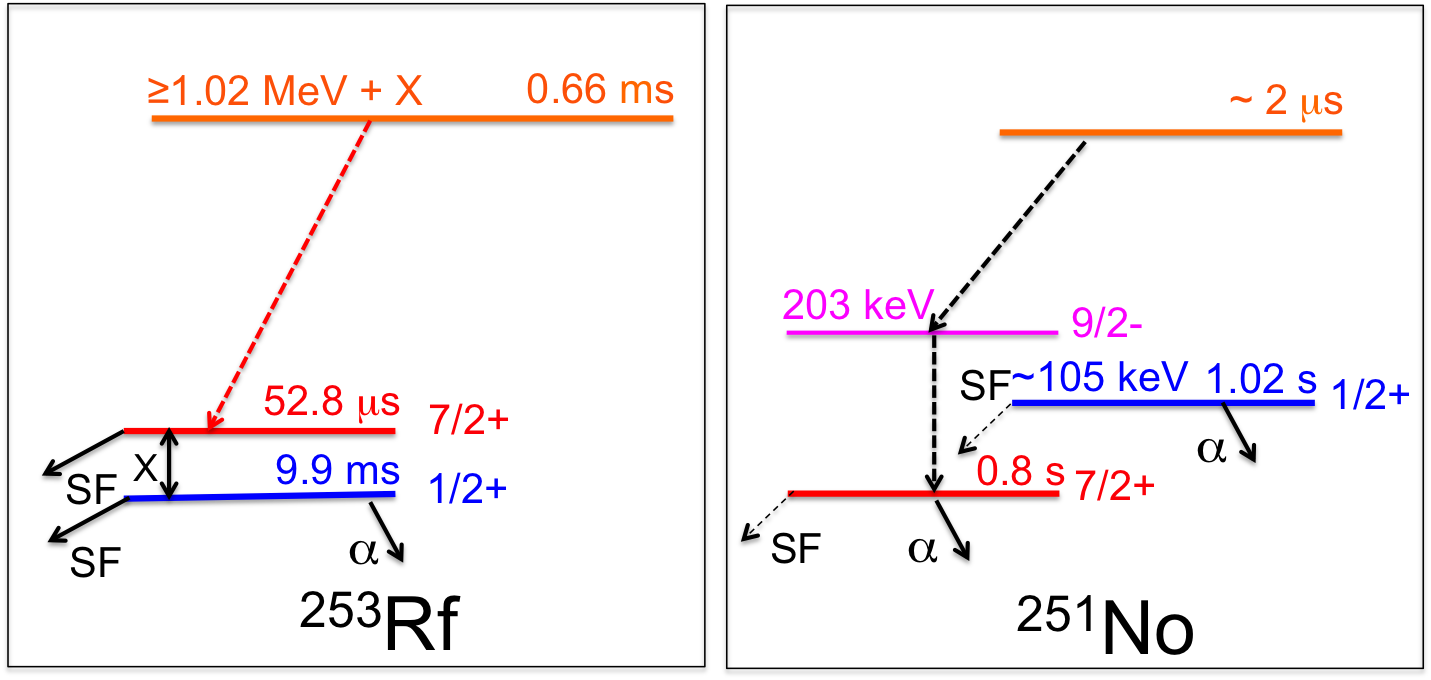 ≥1.02 MeV + X 0.66 ms
52.8 μs 7/2+
X
SF
9.9 ms 1/2+
SF
α
²⁵³Rf
~ 2 μs
203 keV 9/2-
SF ~105 keV 1.02 s 1/2+
α
0.8 s 7/2+
SF
α
²⁵¹No